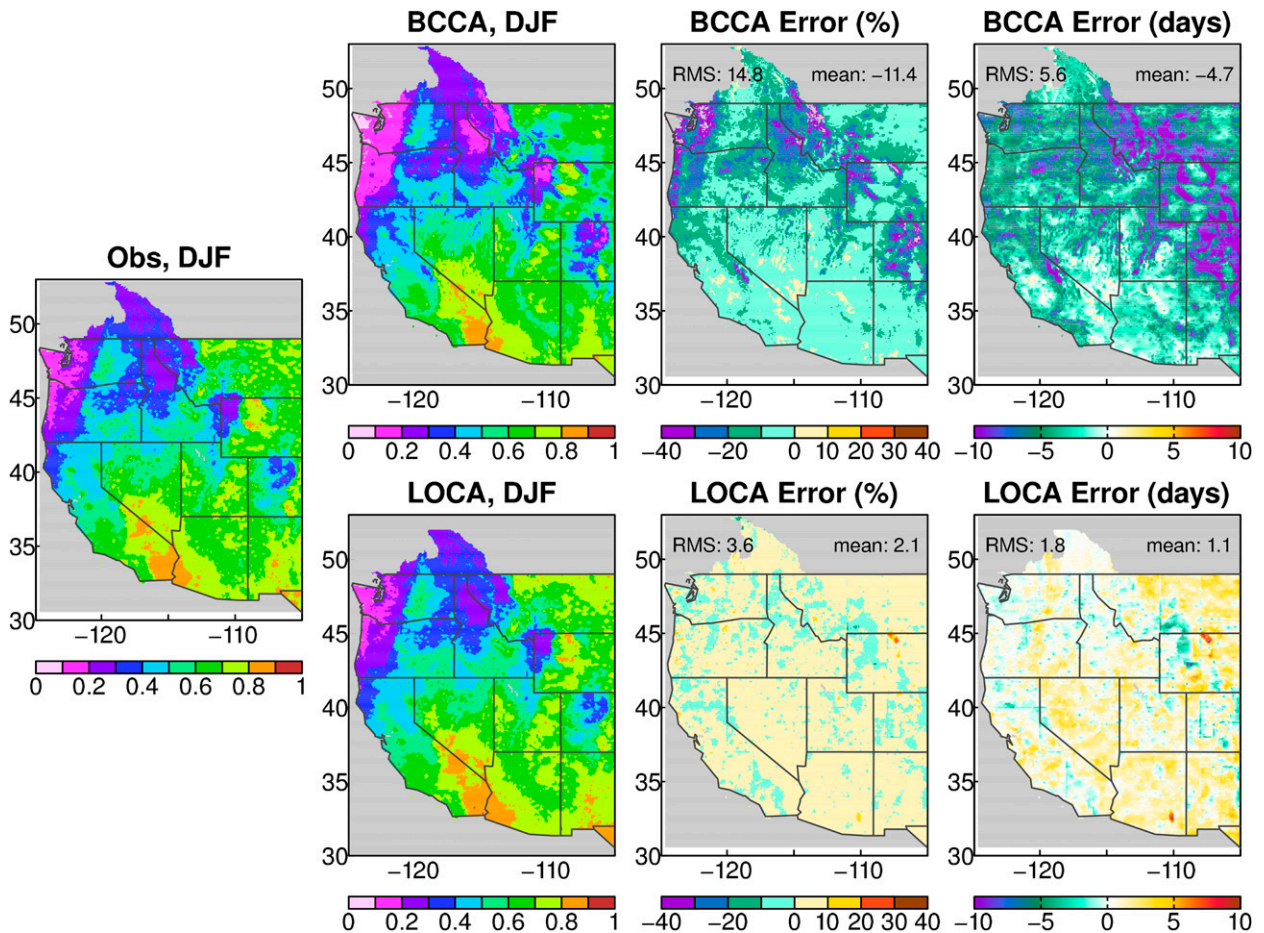 BCCA, DJF
BCCA Error (%)
BCCA Error (days)
RMS: 14.8 mean: −11.4
RMS: 5.6 mean: −4.7
50
45
40
35
30
50
45
40
35
30
50
45
40
35
30
−120 −110
−120 −110
−120 −110
0 0.2 0.4 0.6 0.8 1
−40 −20 0 10 20 30 40
−10 −5 0 5 10
Obs, DJF
50
45
40
35
30
−120 −110
0 0.2 0.4 0.6 0.8 1
LOCA, DJF
LOCA Error (%)
LOCA Error (days)
RMS: 3.6 mean: 2.1
RMS: 1.8 mean: 1.1
50
45
40
35
30
50
45
40
35
30
50
45
40
35
30
−120 −110
−120 −110
−120 −110
0 0.2 0.4 0.6 0.8 1
−40 −20 0 10 20 30 40
−10 −5 0 5 10